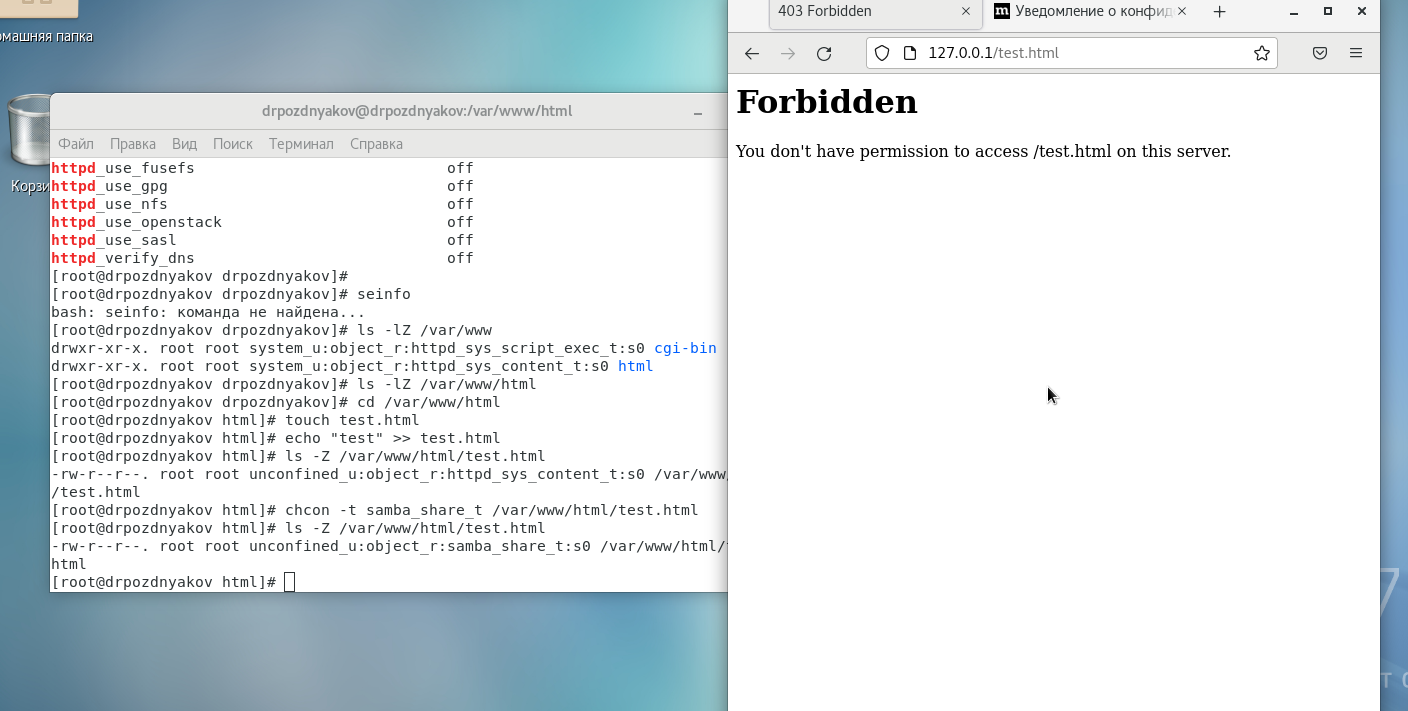 омашняя папка
Корзи
drpozdnyakov@drpozdnyakov:/var/www/html
Файл Правка Вид Поиск Терминал Справка
httpd_use_fusefs off
httpd_use_gpg off
httpd_use_nfs off
httpd_use_openstack off
httpd_use_sasl off
httpd_verify_dns off
[root@drpozdnyakov drpozdnyakov]#
[root@drpozdnyakov drpozdnyakov]# seinfo
bash: seinfo: команда не найдена...
[root@drpozdnyakov drpozdnyakov]# ls -lZ /var/www
drwxr-xr-x. root root system_u:object_r:httpd_sys_script_exec_t:s0 cgi-bin
drwxr-xr-x. root root system_u:object_r:httpd_sys_content_t:s0 html
[root@drpozdnyakov drpozdnyakov]# ls -lZ /var/www/html
[root@drpozdnyakov drpozdnyakov]# cd /var/www/html
[root@drpozdnyakov html]# touch test.html
[root@drpozdnyakov html]# echo "test" >> test.html
[root@drpozdnyakov html]# ls -Z /var/www/html/test.html
-rw-r--r--. root root unconfined_u:object_r:httpd_sys_content_t:s0 /var/www
/test.html
[root@drpozdnyakov html]# chcon -t samba_share_t /var/www/html/test.html
[root@drpozdnyakov html]# ls -Z /var/www/html/test.html
-rw-r--r--. root root unconfined_u:object_r:samba_share_t:s0 /var/www/html/
html
[root@drpozdnyakov html]#
403 Forbidden
m Уведомление о конфид
127.0.0.1/test.html
Forbidden
You don't have permission to access /test.html on this server.
7